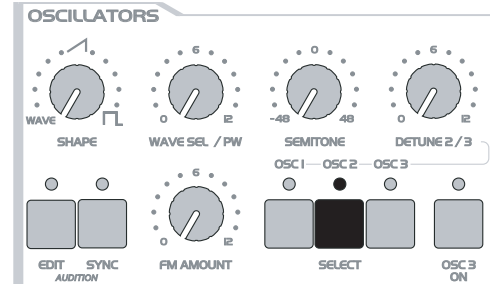 OSCILLATORS
6 0 6
WAVE 0 12 -48 48 0 12
SHAPE WAVE SEL / PW SEMITONE DETUNE 2 / 3
OSC 1 OSC 2 OSC 3
6
0 12
EDIT SYNC FM AMOUNT SELECT OSC 3
AUDITION ON